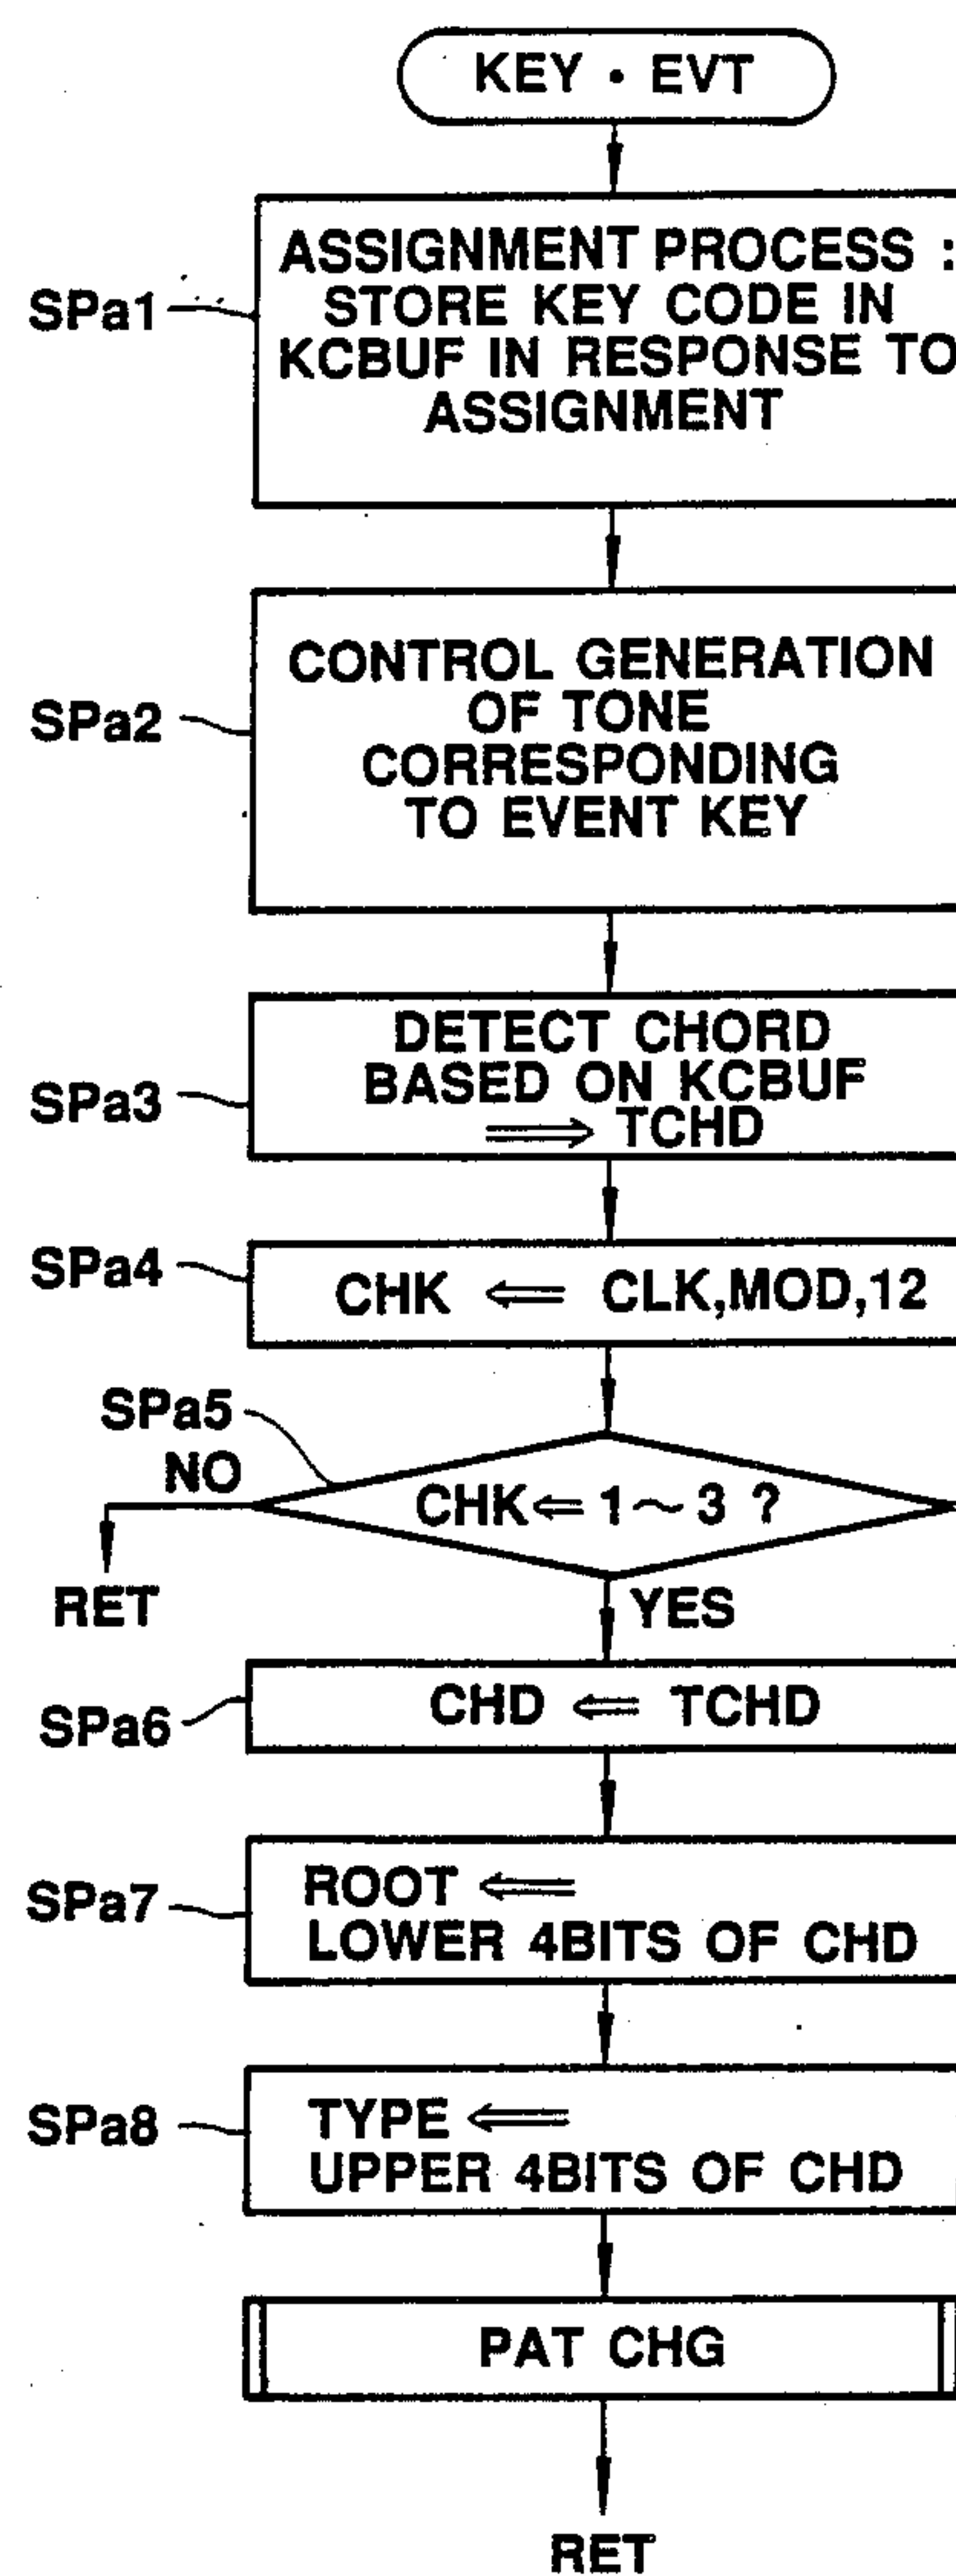 KEY • EVT
SPa1
ASSIGNMENT PROCESS :
STORE KEY CODE IN
KCBUF IN RESPONSE TO
ASSIGNMENT
SPa2
CONTROL GENERATION
OF TONE
CORRESPONDING
TO EVENT KEY
SPa3
DETECT CHORD
BASED ON KCBUF
⟹ TCHD
SPa4
CHK ⟸ CLK,MOD,12
SPa5
NO
CHK⟸1～3 ?
RET
YES
SPa6
CHD ⟸ TCHD
SPa7
ROOT ⟸
LOWER 4BITS OF CHD
SPa8
TYPE ⟸
UPPER 4BITS OF CHD
PAT CHG
RET